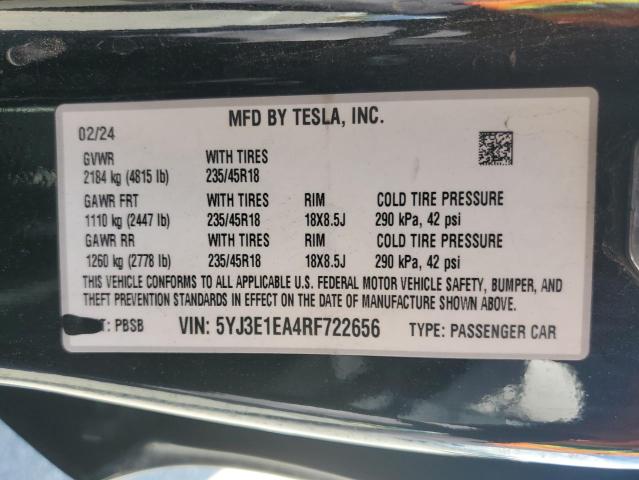 MFD BY TESLA, INC.
02/24
GVWR WITH TIRES
2184 kg (4815 lb) 235/45R18
GAWR FRT WITH TIRES RIM COLD TIRE PRESSURE
1110 kg (2447 lb) 235/45R18 18X8.5J 290 kPa, 42 psi
GAWR RR WITH TIRES RIM COLD TIRE PRESSURE
1260 kg (2778 lb) 235/45R18 18X8.5J 290 kPa, 42 psi
THIS VEHICLE CONFORMS TO ALL APPLICABLE U.S. FEDERAL MOTOR VEHICLE SAFETY, BUMPER, AND
THEFT PREVENTION STANDARDS IN EFFECT ON THE DATE OF MANUFACTURE SHOWN ABOVE.
T: PBSB VIN: 5YJ3E1EA4RF722656 TYPE: PASSENGER CAR